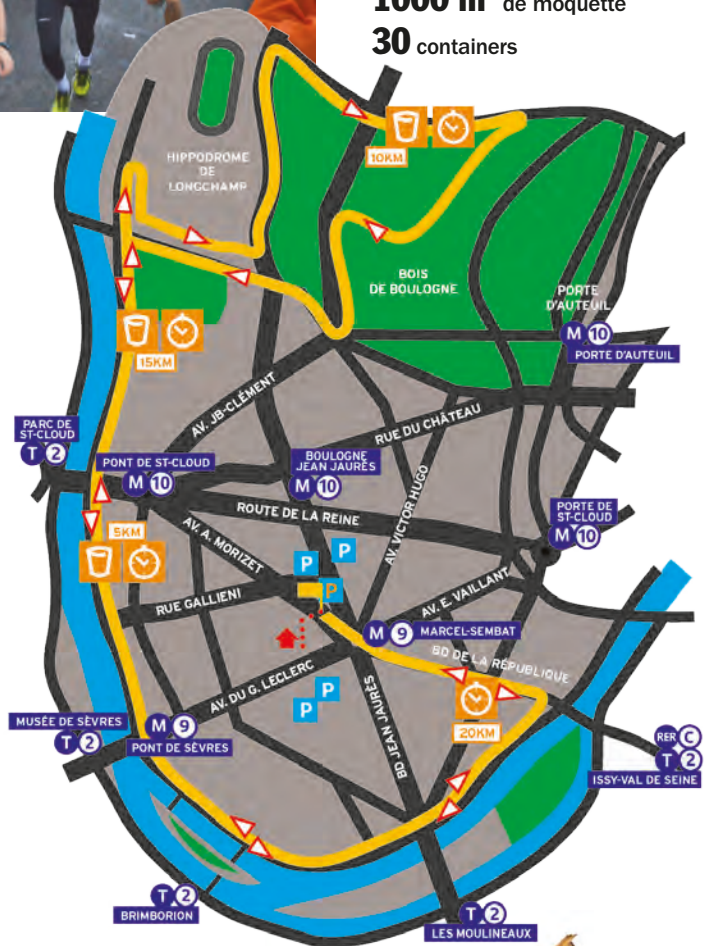 1000 m² de moquette
30 containers
HIPPODROME
DE
LONGCHAMP
10KM
BOIS
DE BOULOGNE
PORTE
D'AUTEUIL
M 10
PORTE D'AUTEUIL
15KM
AV. JB-CLÉMENT
RUE DU CHÂTEAU
PARC DE
ST-CLOUD
T 2
PONT DE ST-CLOUD
M 10
BOULOGNE
JEAN JAURÈS
M 10
AV. VICTOR HUGO
ROUTE DE LA REINE
PORTE DE
ST-CLOUD
M 10
5KM
AV. A. MORIZET
P
P
P
RUE GALLIENI
AV. E. VAILLANT
M 9 MARCEL-SEMBAT
BD DE LA RÉPUBLIQUE
AV. DU G. LECLERC
P
P
BD JEAN JAURÈS
20KM
MUSÉE DE SÈVRES
T 2
M 9
PONT DE SÈVRES
RER C
T 2
ISSY-VAL DE SEINE
T 2
BRIMBORION
T 2
LES MOULINEAUX